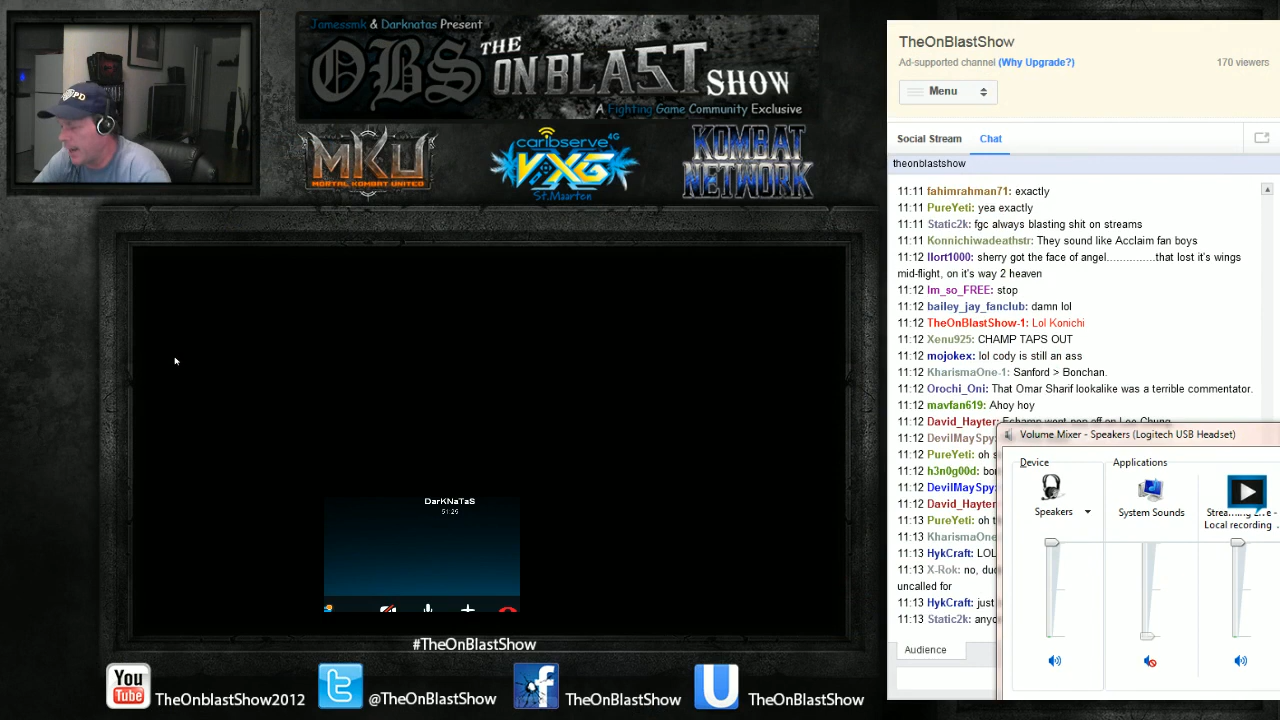 Jamessmk & Darknatas Present
OBS THE ON BLAST SHOW
A Fighting Game Community Exclusive
MKU
MORTAL KOMBAT UNITED
caribserve 4G
VXG
St.Maarten
KOMBAT
NETWORK
PD
DarKNaTaS
51:26
#TheOnBlastShow
You
Tube
TheOnblastShow2012
@TheOnBlastShow
TheOnBlastShow
TheOnBlastShow
TheOnBlastShow
Ad-supported channel (Why Upgrade?)
170 viewers
Menu
Social Stream
Chat
theonblastshow
11:11 fahimrahman71: exactly
11:11 PureYeti: yea exactly
11:11 Static2k: fgc always blasting shit on streams
11:11 Konnichiwadeathstr: They sound like Acclaim fan boys
11:12 llort1000: sherry got the face of angel...............that lost it's wings
mid-flight, on it's way 2 heaven
11:12 Im_so_FREE: stop
11:12 bailey_jay_fanclub: damn lol
11:12 TheOnBlastShow-1: Lol Konichi
11:12 Xenu925: CHAMP TAPS OUT
11:12 mojokex: lol cody is still an ass
11:12 KharismaOne-1: Sanford > Bonchan.
11:12 Orochi_Oni: That Omar Sharif lookalike was a terrible commentator.
11:12 mavfan619: Ahoy hoy
11:12 David_Hayter:
11:12 DevilMaySpy:
11:12 PureYeti: oh
11:12 h3n0g00d:
11:12 DevilMaySpy:
11:12 David_Hayter
11:13 PureYeti: oh
11:13 KharismaOne
11:13 HykCraft: LOL
11:13 X-Rok: no,
uncalled for
11:13 HykCraft: just
11:13 Static2k:
Audience
Volume Mixer - Speakers (Logitech USB Headset)
Device
Applications
Speakers
System Sounds
Streaming Live -
Local recording